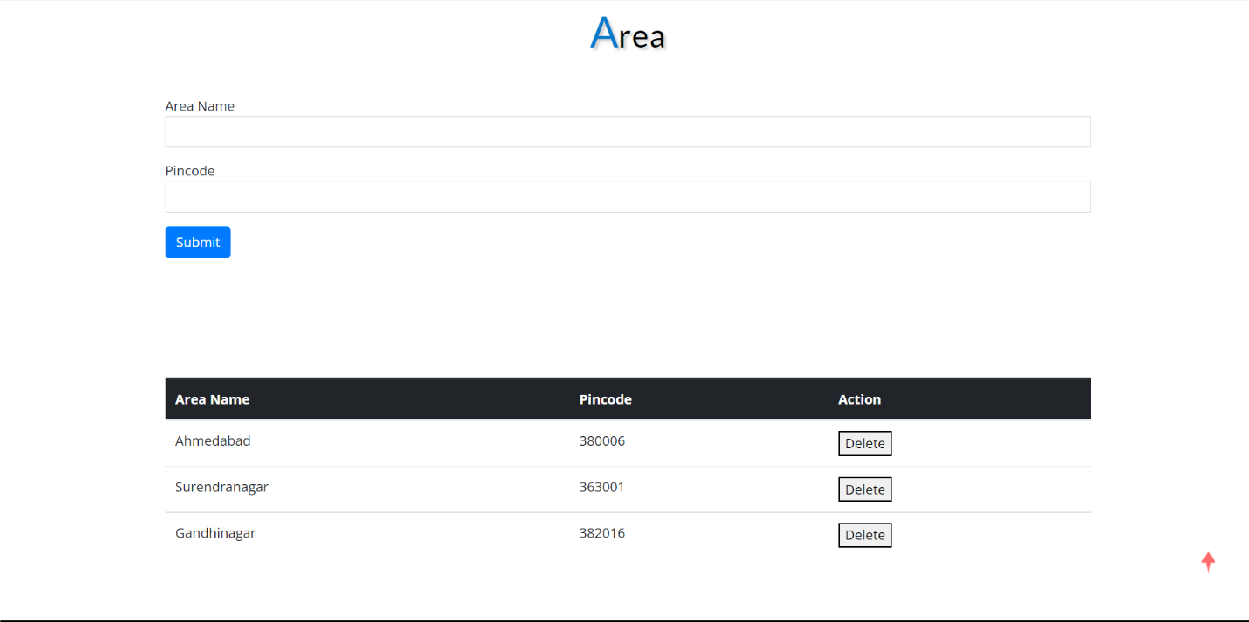 Area
Area Name
Pincode
Submit
Area Name Pincode Action
Ahmedabad 380006 Delete
Surendranagar 363001 Delete
Gandhinagar 382016 Delete